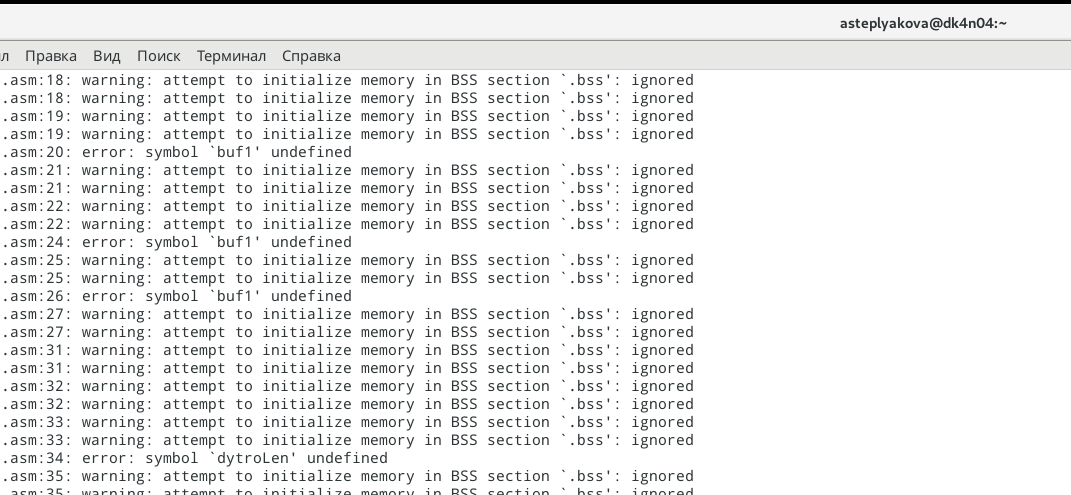 asteplyakova@dk4n04:~
Правка Вид Поиск Терминал Справка
.asm:18: warning: attempt to initialize memory in BSS section `.bss': ignored
.asm:18: warning: attempt to initialize memory in BSS section `.bss': ignored
.asm:19: warning: attempt to initialize memory in BSS section `.bss': ignored
.asm:19: warning: attempt to initialize memory in BSS section `.bss': ignored
.asm:20: error: symbol `buf1' undefined
.asm:21: warning: attempt to initialize memory in BSS section `.bss': ignored
.asm:21: warning: attempt to initialize memory in BSS section `.bss': ignored
.asm:22: warning: attempt to initialize memory in BSS section `.bss': ignored
.asm:22: warning: attempt to initialize memory in BSS section `.bss': ignored
.asm:24: error: symbol `buf1' undefined
.asm:25: warning: attempt to initialize memory in BSS section `.bss': ignored
.asm:25: warning: attempt to initialize memory in BSS section `.bss': ignored
.asm:26: error: symbol `buf1' undefined
.asm:27: warning: attempt to initialize memory in BSS section `.bss': ignored
.asm:27: warning: attempt to initialize memory in BSS section `.bss': ignored
.asm:31: warning: attempt to initialize memory in BSS section `.bss': ignored
.asm:31: warning: attempt to initialize memory in BSS section `.bss': ignored
.asm:32: warning: attempt to initialize memory in BSS section `.bss': ignored
.asm:32: warning: attempt to initialize memory in BSS section `.bss': ignored
.asm:33: warning: attempt to initialize memory in BSS section `.bss': ignored
.asm:33: warning: attempt to initialize memory in BSS section `.bss': ignored
.asm:34: error: symbol `dytroLen' undefined
.asm:35: warning: attempt to initialize memory in BSS section `.bss': ignored
.asm:35: warning: attempt to initialize memory in BSS section `.bss': ignored